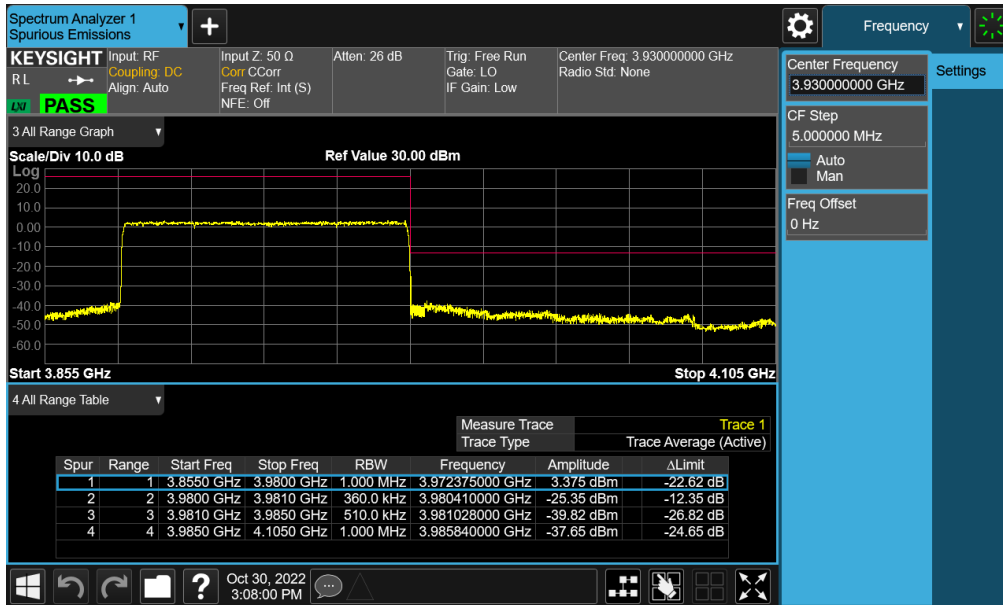 Spectrum Analyzer 1
Spurious Emissions
+
Frequency
KEYSIGHT Input: RF Input Z: 50 Ω Atten: 26 dB Trig: Free Run Center Freq: 3.930000000 GHz
R L Coupling: DC Corr CCorr Gate: LO Radio Std: None
Align: Auto Freq Ref: Int (S) IF Gain: Low
LXI PASS NFE: Off
Center Frequency
3.930000000 GHz
Settings
CF Step
5.000000 MHz
Auto
Man
Freq Offset
0 Hz
3 All Range Graph
Scale/Div 10.0 dB Ref Value 30.00 dBm
Log
20.0
10.0
0.00
-10.0
-20.0
-30.0
-40.0
-50.0
-60.0
Start 3.855 GHz Stop 4.105 GHz
4 All Range Table
Measure Trace Trace 1
Trace Type Trace Average (Active)
Spur Range Start Freq Stop Freq RBW Frequency Amplitude ΔLimit
1 1 3.8550 GHz 3.9800 GHz 1.000 MHz 3.972375000 GHz 3.375 dBm -22.62 dB
2 2 3.9800 GHz 3.9810 GHz 360.0 kHz 3.980410000 GHz -25.35 dBm -12.35 dB
3 3 3.9810 GHz 3.9850 GHz 510.0 kHz 3.981028000 GHz -39.82 dBm -26.82 dB
4 4 3.9850 GHz 4.1050 GHz 1.000 MHz 3.985840000 GHz -37.65 dBm -24.65 dB
? Oct 30, 2022
3:08:00 PM